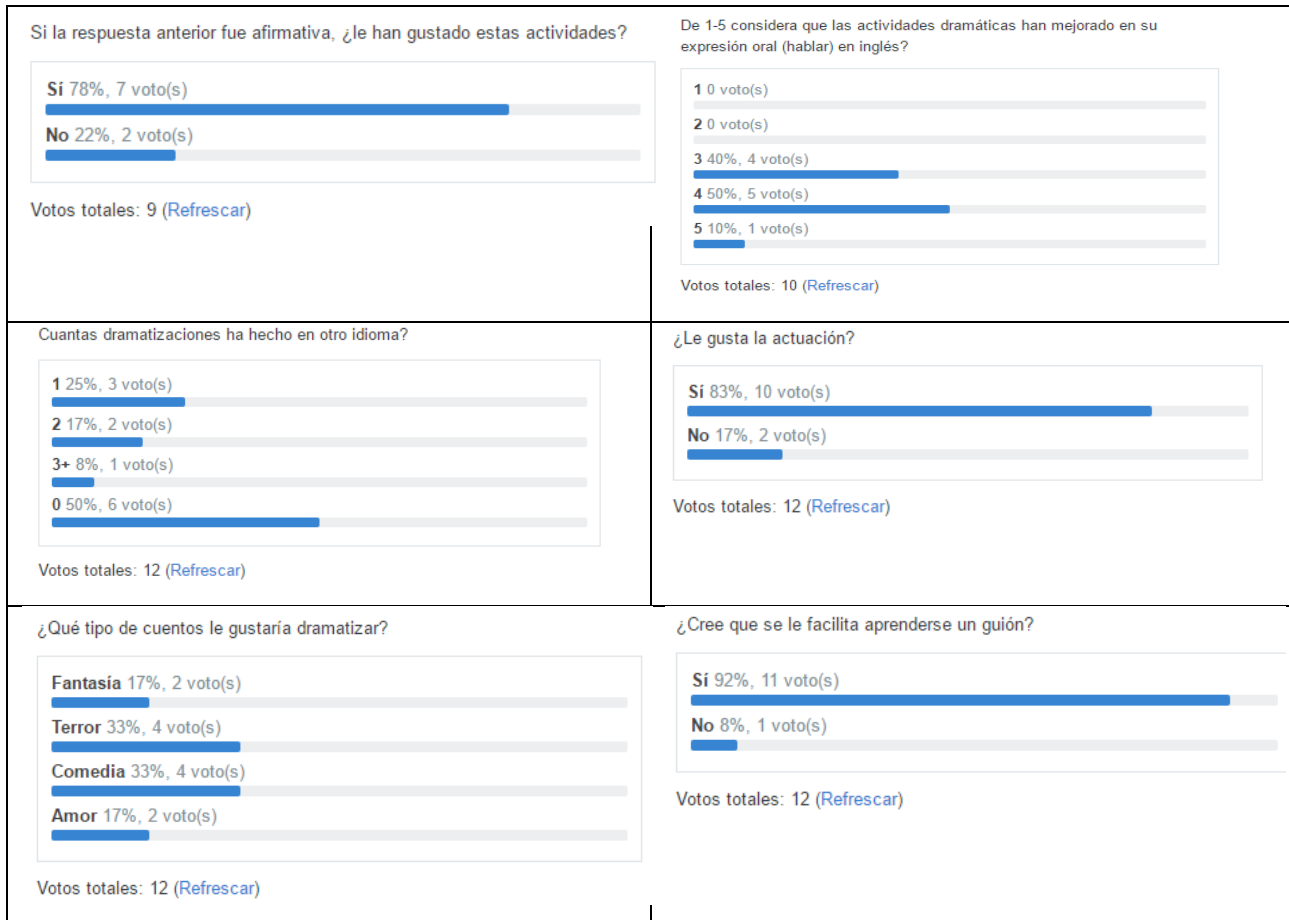 Si la respuesta anterior fue afirmativa, ¿le han gustado estas actividades?
Sí 78%, 7 voto(s)
No 22%, 2 voto(s)
Votos totales: 9 (Refrescar)
De 1-5 considera que las actividades dramáticas han mejorado en su
expresión oral (hablar) en inglés?
1 0 voto(s)
2 0 voto(s)
3 40%, 4 voto(s)
4 50%, 5 voto(s)
5 10%, 1 voto(s)
Votos totales: 10 (Refrescar)
Cuantas dramatizaciones ha hecho en otro idioma?
1 25%, 3 voto(s)
2 17%, 2 voto(s)
3+ 8%, 1 voto(s)
0 50%, 6 voto(s)
Votos totales: 12 (Refrescar)
¿Le gusta la actuación?
Sí 83%, 10 voto(s)
No 17%, 2 voto(s)
Votos totales: 12 (Refrescar)
¿Qué tipo de cuentos le gustaría dramatizar?
Fantasía 17%, 2 voto(s)
Terror 33%, 4 voto(s)
Comedia 33%, 4 voto(s)
Amor 17%, 2 voto(s)
Votos totales: 12 (Refrescar)
¿Cree que se le facilita aprenderse un guión?
Sí 92%, 11 voto(s)
No 8%, 1 voto(s)
Votos totales: 12 (Refrescar)